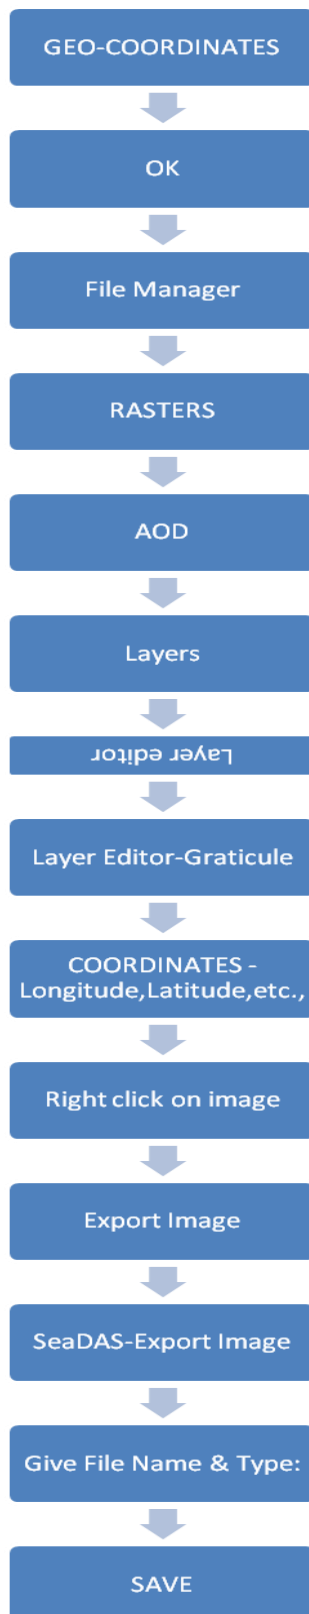 GEO-COORDINATES
OK
File Manager
RASTERS
AOD
Layers
Layer editor
Layer Editor-Graticule
COORDINATES -
Longitude,Latitude,etc.,
Right click on image
Export Image
SeaDAS-Export Image
Give File Name & Type:
SAVE